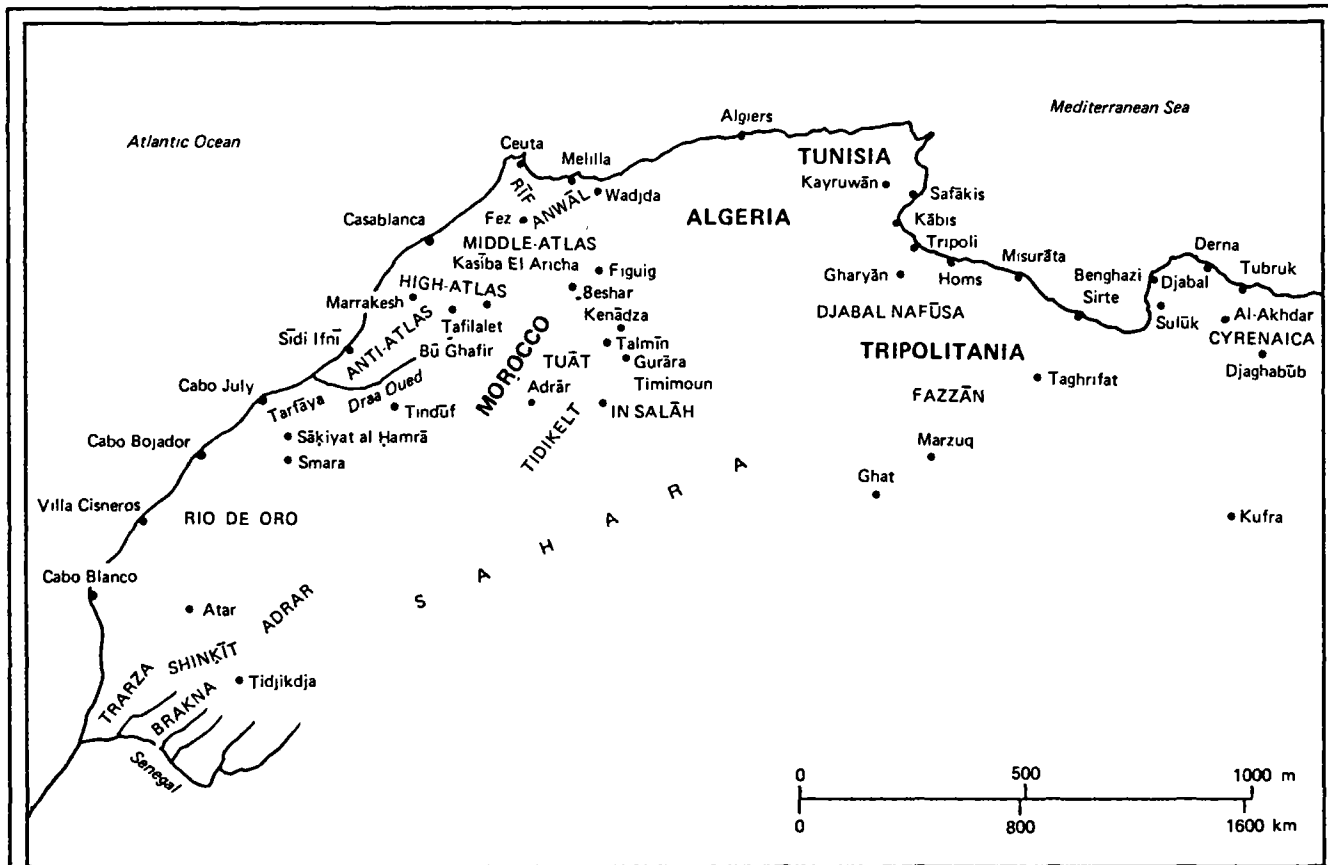 Mediterranean Sea
Atlantic Ocean
Algiers
Ceuta
Melilla
TUNISIA
RĪF
Kayruwān
Wadjda
ANWĀL
Safākis
ALGERIA
Casablanca
Fez
Kābis
MIDDLE-ATLAS
Tripoli
Derna
Kasība El Aricha
Figuig
Gharyān
Homs
Misurāta
Benghazi
Djabal
Tubruk
HIGH-ATLAS
Beshar
Sirte
Marrakesh
Kenādza
DJABAL NAFŪSA
Sulūk
Al-Akhdar
Tafilalet
CYRENAICA
Sīdi Ifnī
ANTI-ATLAS
Bū Ghafir
Talmīn
TRIPOLITANIA
MOROCCO
TUĀT
Gurāra
Djaghabūb
Cabo July
Draa Oued
Adrār
Timimoun
Taghrifat
Tarfāya
Tindūf
IN SALĀH
FAZZĀN
Sāḳiyat al Ḥamrā
TIDIKELT
Cabo Bojador
Smara
Marzuq
Ghat
Villa Cisneros
RIO DE ORO
Kufra
SAHARA
Cabo Blanco
Atar
ADRAR
SHINḲĪT
TRARZA
Tidjikdja
BRAKNA
Senegal
0 500 1000 m
0 800 1600 km